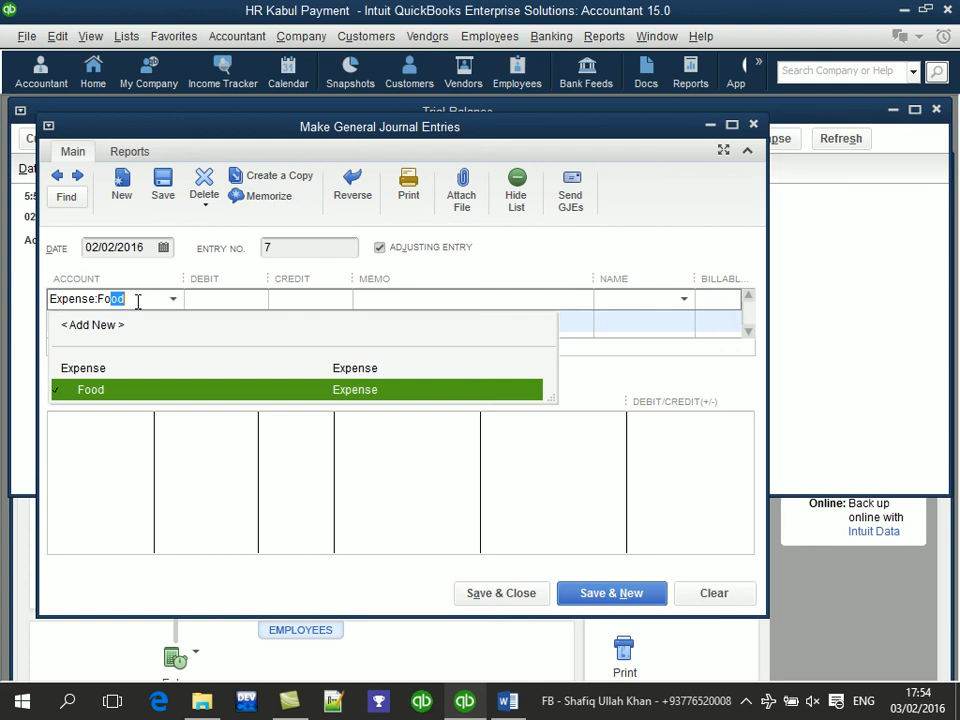 HR Kabul Payment - Intuit QuickBooks Enterprise Solutions: Accountant 15.0
File Edit View Lists Favorites Accountant Company Customers Vendors Employees Banking Reports Window Help
Accountant Home My Company Income Tracker Calendar Snapshots Customers Vendors Employees Bank Feeds Docs Reports App » Search Company or Help
Trial Balance
Make General Journal Entries
Refresh
Main Reports
Find
New
Save
Delete
Create a Copy
Memorize
Reverse
Print
Attach
File
Hide
List
Send
GJEs
DATE 02/02/2016 ENTRY NO. 7 ADJUSTING ENTRY
ACCOUNT DEBIT CREDIT MEMO NAME BILLABL...
Expense:Food
< Add New >
Expense Expense
Food Expense
DEBIT/CREDIT(+/-)
Online: Back up
online with
Intuit Data
Save & Close Save & New Clear
EMPLOYEES
Print
FB - Shafiq Ullah Khan - +93776520008
ENG
17:54
03/02/2016